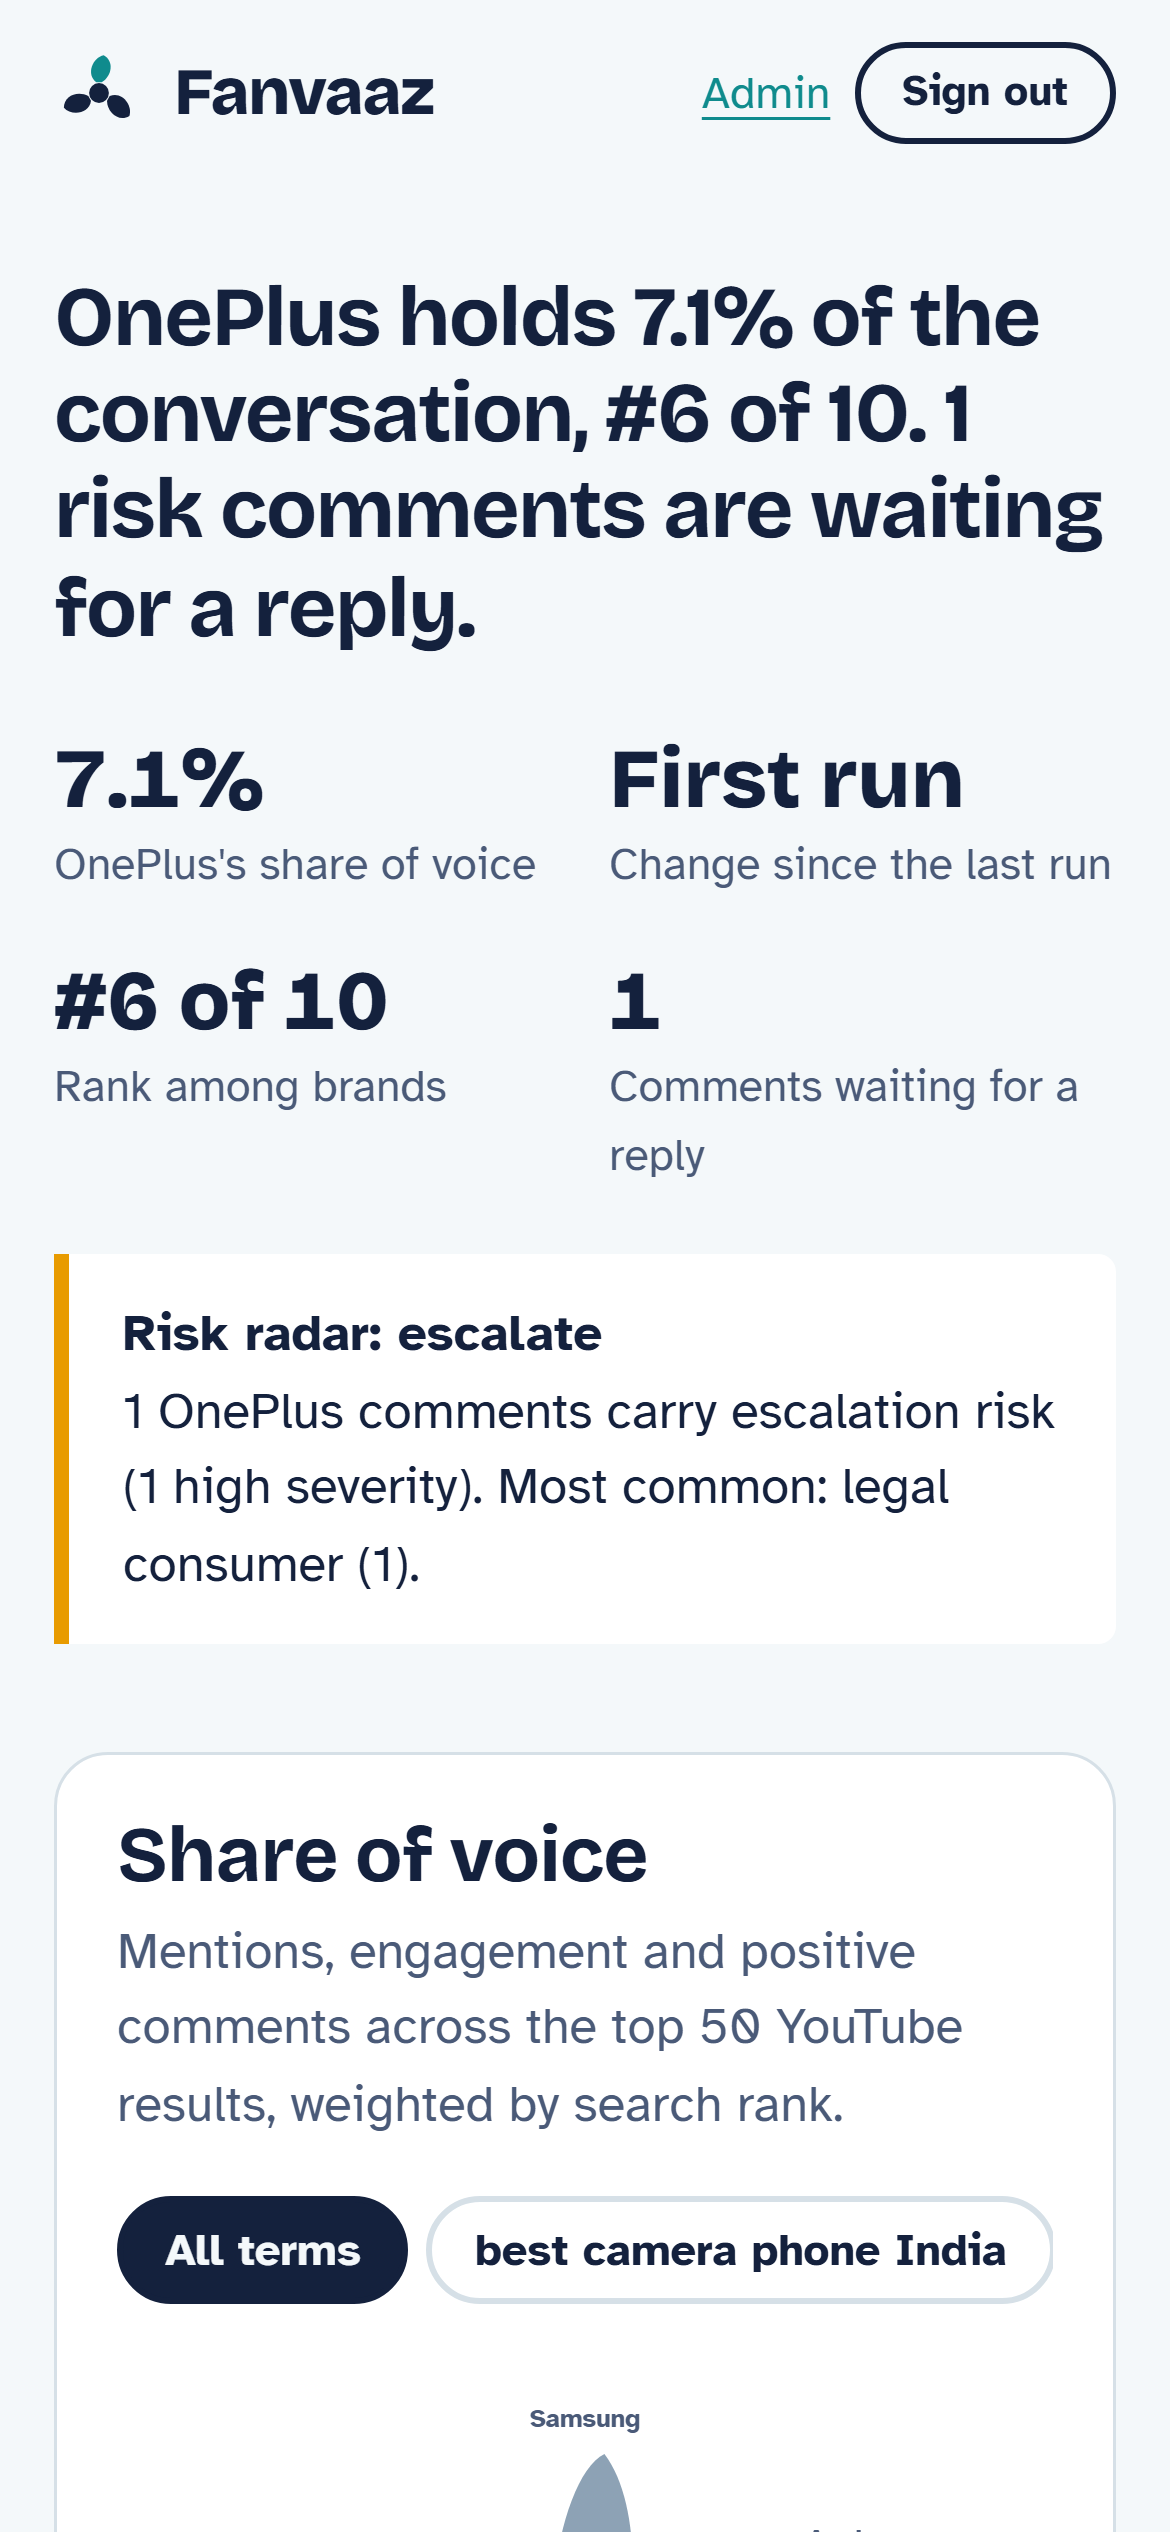 Fanvaaz
Admin
Sign out
OnePlus holds 7.1% of the
conversation, #6 of 10. 1
risk comments are waiting
for a reply.
7.1%
OnePlus's share of voice
First run
Change since the last run
#6 of 10
Rank among brands
1
Comments waiting for a
reply
Risk radar: escalate
1 OnePlus comments carry escalation risk
(1 high severity). Most common: legal
consumer (1).
Share of voice
Mentions, engagement and positive
comments across the top 50 YouTube
results, weighted by search rank.
All terms
best camera phone India
Samsung